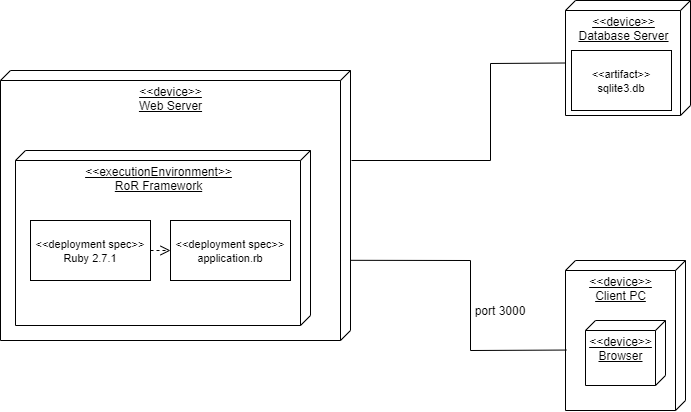 <<device>>
Database Server
<<artifact>>
sqlite3.db
<<device>>
Web Server
<<executionEnvironment>>
RoR Framework
<<deployment spec>>
Ruby 2.7.1
<<deployment spec>>
application.rb
port 3000
<<device>>
Client PC
<<device>>
Browser